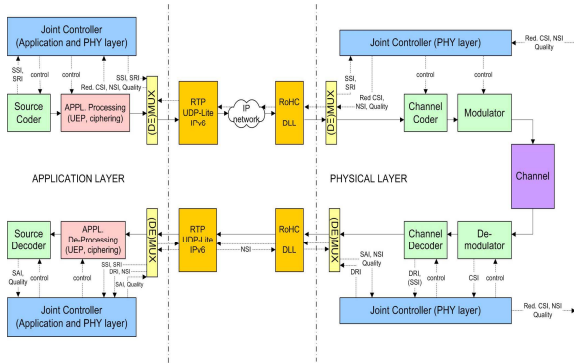 Joint Controller
(Application and PHY layer)
Joint Controller (PHY layer)
Red. CSI, NSI
Quality
SSI,
SRI
control
control
SSI, SRI
Red. CSI, NSI, Quality
SSI,
SRI
Red CSI,
NSI, Quality
control
control
Source
Coder
APPL. Processing
(UEP, ciphering)
(DE)MUX
RTP
UDP-Lite
IPv6
IP
network
RoHC
DLL
(DE)MUX
Channel
Coder
Modulator
Channel
APPLICATION LAYER
PHYSICAL LAYER
Source
Decoder
APPL.
De-Processing
(UEP, ciphering)
(DE)MUX
RTP
UDP-Lite
IPv6
NSI
RoHC
DLL
(DE)MUX
Channel
Decoder
De-
modulator
SAI,
Quality
control
control
SSI, SRI
DRI, NSI
SAI, Quality
SAI, NSI
Quality
DRI
DRI,
(SSI)
control
CSI
control
Joint Controller
(Application and PHY layer)
Joint Controller (PHY layer)
Red. CSI, NSI,
Quality